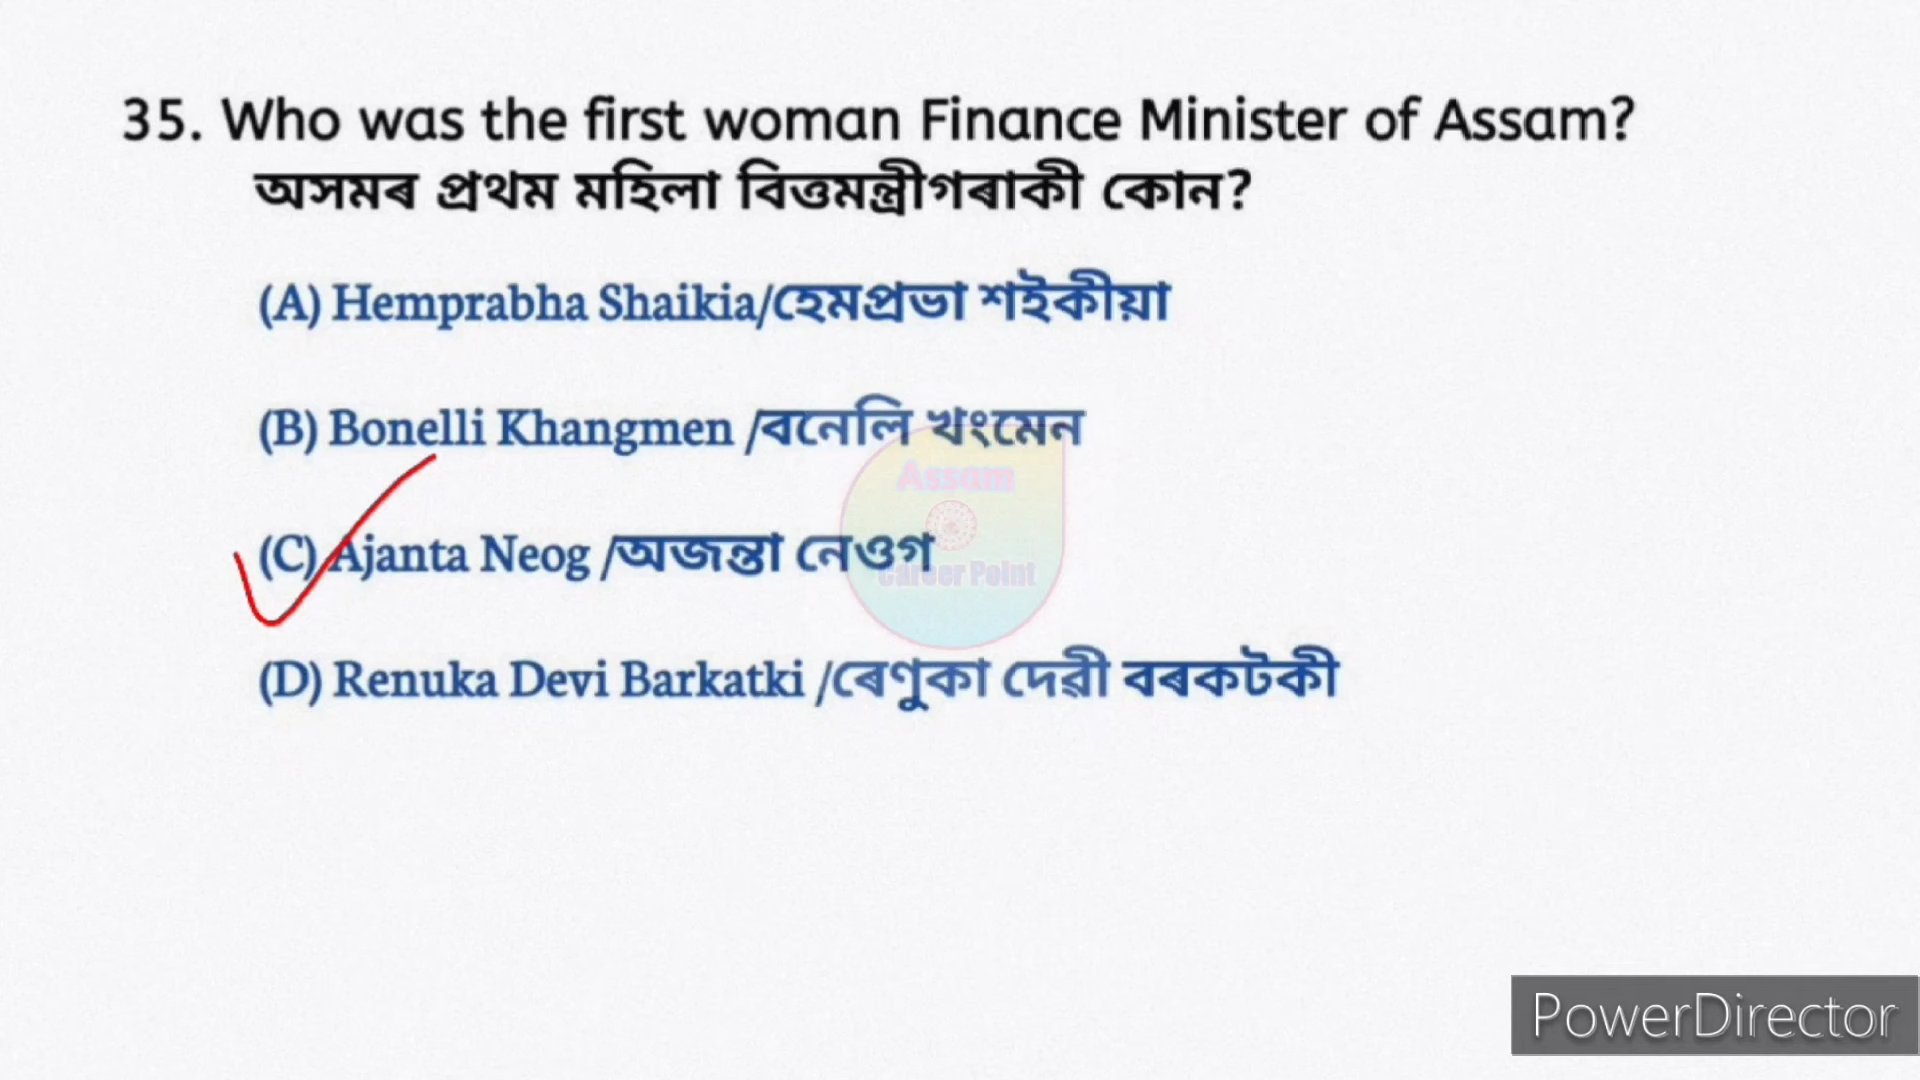 35. Who was the first woman Finance Minister of Assam?
অসমৰ প্ৰথম মহিলা বিত্তমন্ত্ৰীগৰাকী কোন?
(A) Hemprabha Shaikia/হেমপ্ৰভা শইকীয়া
(B) Bonelli Khangmen /বনেলি খংমেন
Assam
(C) Ajanta Neog /অজন্তা নেওগ
Career Point
(D) Renuka Devi Barkatki /ৰেণুকা দেৱী বৰকটকী
PowerDirector